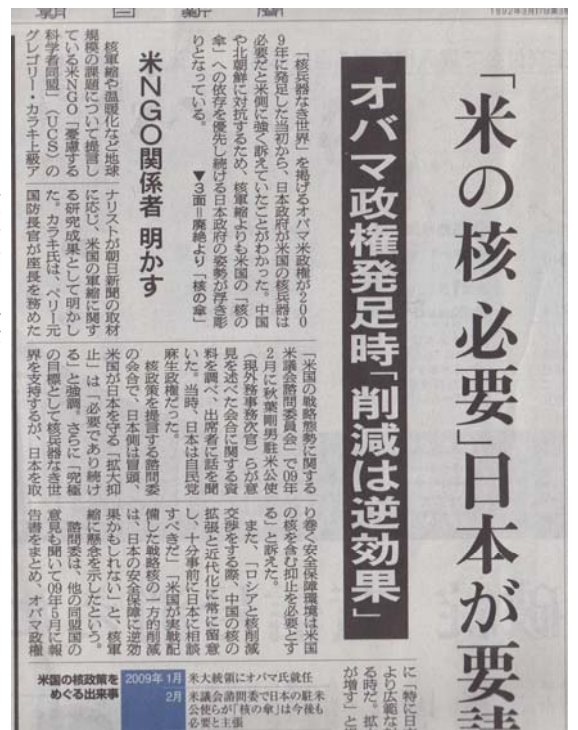 朝日新聞
「米の核 必要」日本が要請
オバマ政権発足時「削減は逆効果」
「核兵器なき世界」を掲げるオバマ米政権が200
9年に発足した当初から、日本政府が米国の核兵器は
必要だと米側に強く訴えていたことがわかった。中国
や北朝鮮に対抗するため、核軍縮よりも米国の「核の
傘」への依存を優先し続ける日本政府の姿勢が浮き彫
りとなっている。
▼3面=廃絶より「核の傘」
米NGO関係者 明かす
核軍縮や温暖化など地球
規模の課題について提言し
ている米NGO「憂慮する
科学者同盟」(UCS)の
グレゴリー・カラキ上級ア
ナリストが朝日新聞の取材
に応じ、米国の軍縮に関す
る研究成果として明かし
た。カラキ氏は、ペリー元
国防長官が座長を務めた
「米国の戦略態勢に関する
米議会諮問委員会」で09年
2月に秋葉剛男駐米公使
(現外務事務次官)らが意
見を述べた会合に関する資
料を調べ、出席者に話を聞
いた。当時、日本は自民党
麻生政権だった。
核政策を提言する諮問委
の会合で、日本側は冒頭、
米国が日本を守る「拡大抑
止」は「必要であり続け
る」と強調。さらに「究極
の目標として核兵器なき世
界を支持するが、日本を取
り巻く安全保障環境は米国
の核を含む抑止を必要とす
る」と訴えた。
また、「ロシアと核削減
交渉をする際、中国の核の
拡張と近代化に常に留意
し、十分事前に日本に相談
すべきだ」「米国が実戦配
備した戦略核の一方的削減
は、日本の安全保障に逆効
果かもしれない」と、核軍
縮に懸念を示したという。
諮問委は、他の同盟国の
意見も聞いて09年5月に報
告書をまとめ、オバマ政権
に「特に日本
より広範な
る時だ。拡
が増す」と
米国の核政策を
めぐる出来事
2009年 1月 米大統領にオバマ氏就任
2月 米議会諮問委で日本の駐米
公使らが「核の傘」は今後も
必要と主張